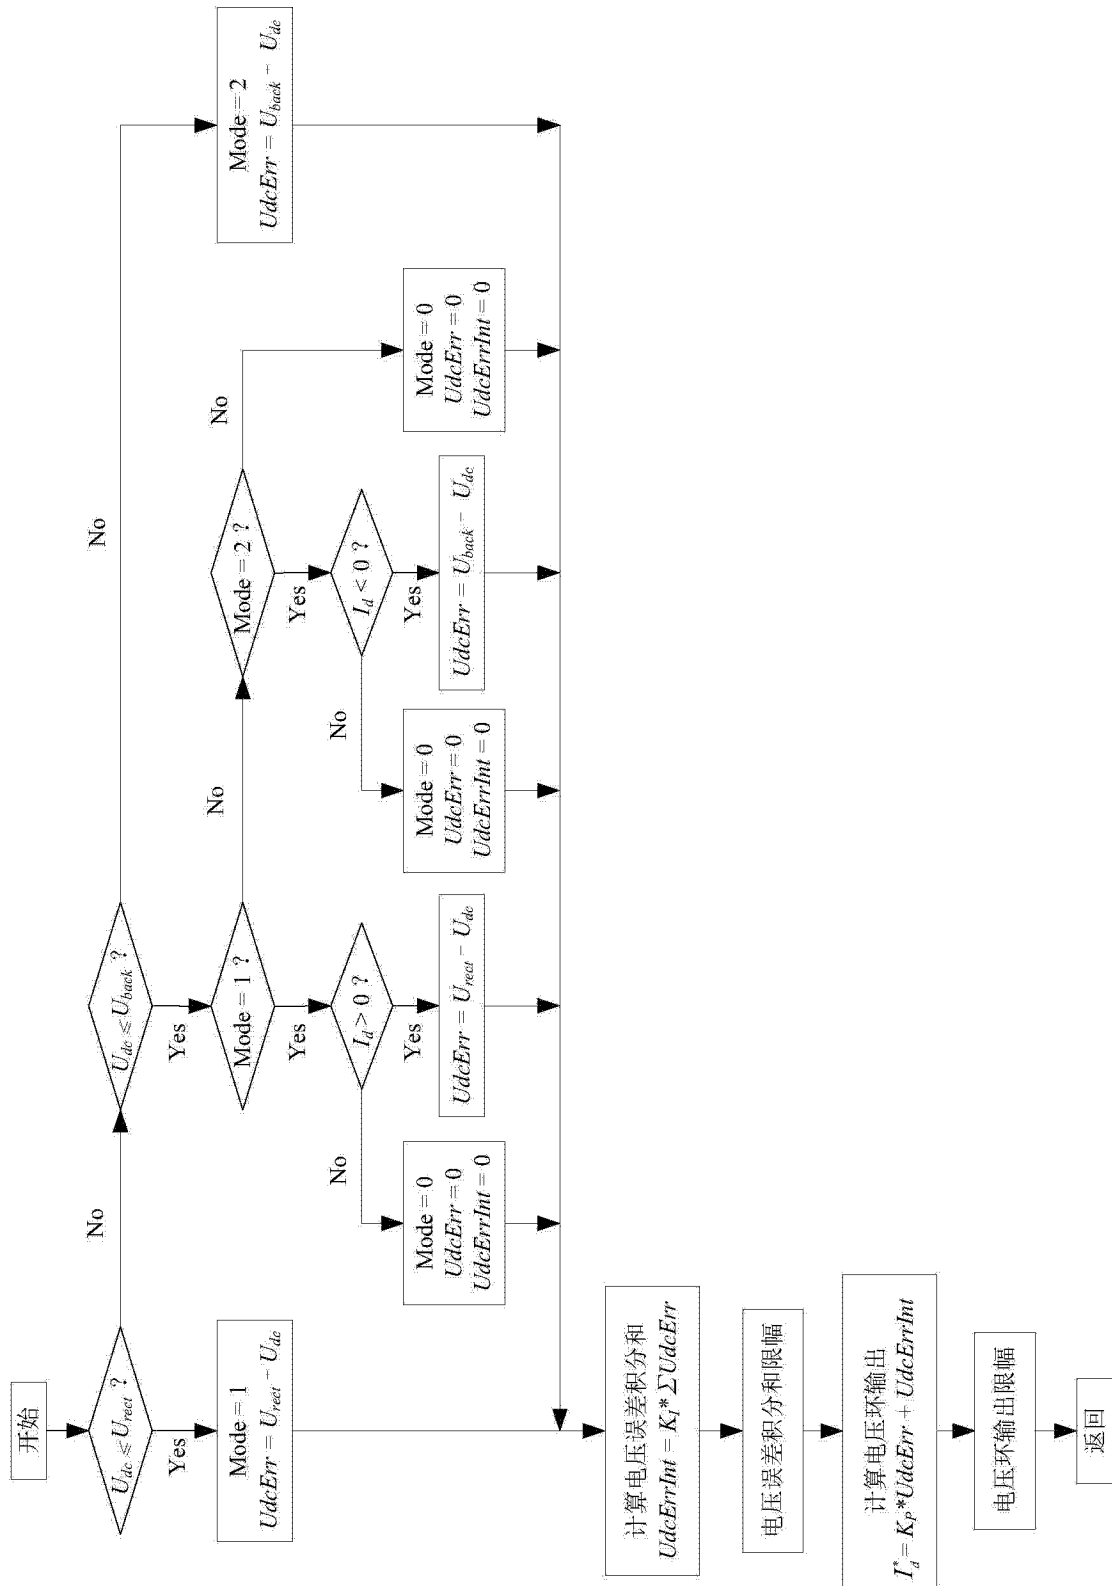 开始
U_dc ≤ U_rect ?
Yes
No
Mode = 1
UdcErr = U_rect − U_dc
U_dc ≤ U_back ?
Yes
No
Mode = 1 ?
Yes
No
I_d > 0 ?
No
Yes
Mode = 0
UdcErr = 0
UdcErrInt = 0
UdcErr = U_rect − U_dc
Mode = 2 ?
Yes
No
I_d < 0 ?
No
Yes
Mode = 0
UdcErr = 0
UdcErrInt = 0
UdcErr = U_back − U_dc
Mode = 0
UdcErr = 0
UdcErrInt = 0
Mode = 2
UdcErr = U_back − U_dc
计算电压误差积分和
UdcErrInt = K_I * ΣUdcErr
电压误差积分和限幅
计算电压环输出
I_d^* = K_P * UdcErr + UdcErrInt
电压环输出限幅
返回